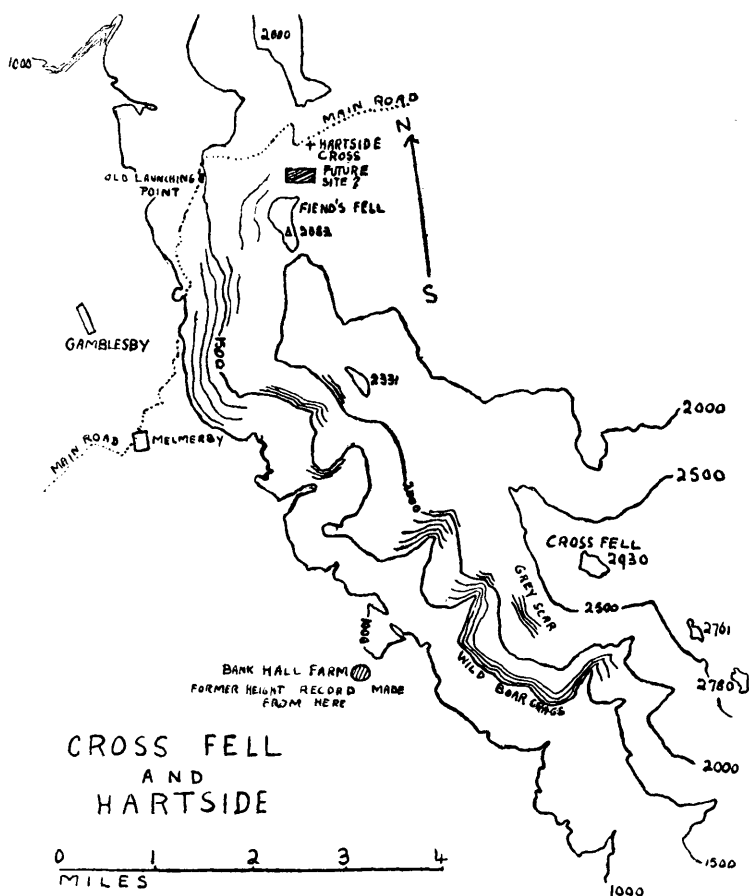 2000
1000
MAIN ROAD
N
+ HARTSIDE
CROSS
OLD LAUNCHING
POINT
FUTURE
SITE ?
FIEND'S FELL
S
GAMBLESBY
1500
2331
2000
MAIN ROAD
MELMERBY
2500
2000
CROSS FELL
2930
GREY SCAR
2500
1000
2761
BANK HALL FARM
FORMER HEIGHT RECORD MADE
FROM HERE
WILD BOAR CRAGS
2780
CROSS FELL
AND
HARTSIDE
2000
0 1 2 3 4
MILES
1500
1000